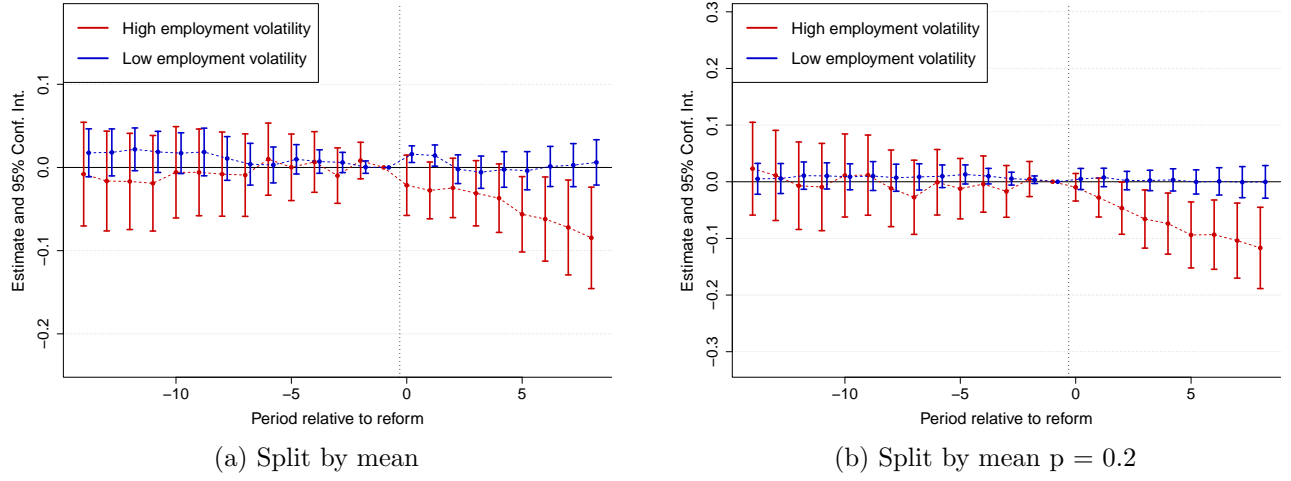 High employment volatility
Low employment volatility
Estimate and 95% Conf. Int.
0.1
0.0
−0.1
−0.2
−10
−5
0
5
Period relative to reform
(a) Split by mean
High employment volatility
Low employment volatility
Estimate and 95% Conf. Int.
0.3
0.2
0.1
0.0
−0.1
−0.2
−0.3
−10
−5
0
5
Period relative to reform
(b) Split by mean p = 0.2